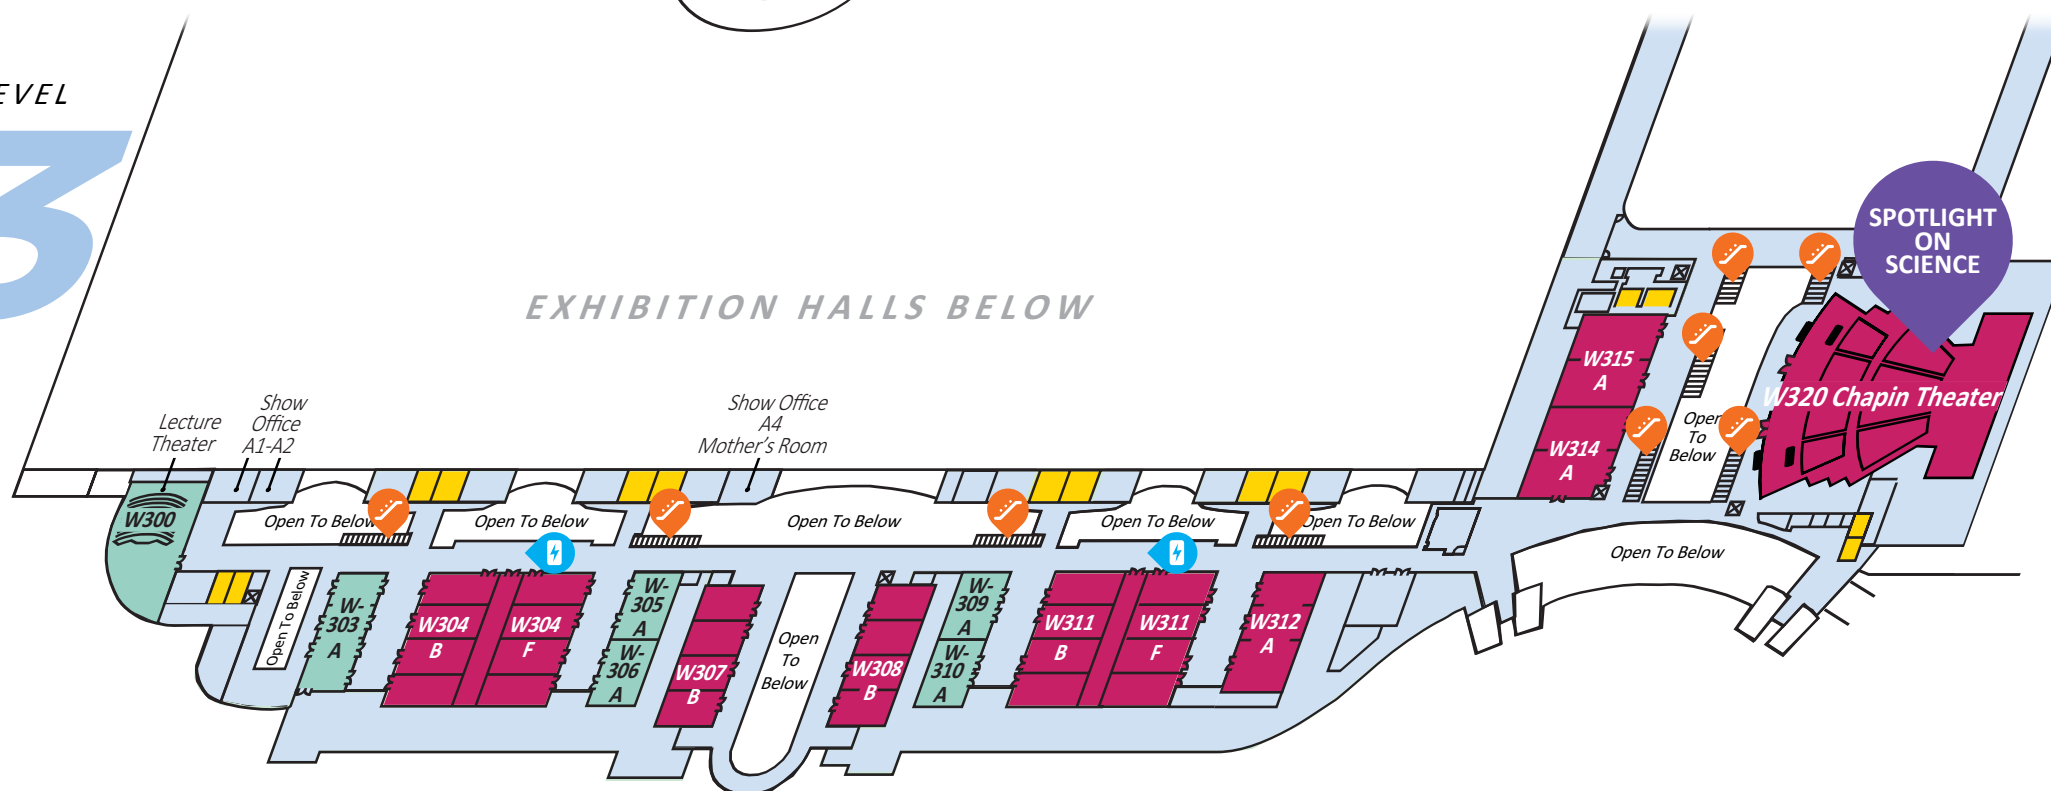 EVEL
3
SPOTLIGHT
ON
SCIENCE
EXHIBITION HALLS BELOW
Lecture
Theater
Show
Office
A1-A2
Show Office
A4
Mother's Room
W315
A
W314
A
Open
To
Below
W320 Chapin Theater
W300
Open To Below
Open To Below
Open To Below
Open To Below
Open To Below
Open To Below
Open To Below
W-
303
A
W304
B
W304
F
W-
305
A
W-
306
A
W307
B
Open
To
Below
W308
B
W-
309
A
W-
310
A
W311
B
W311
F
W312
A